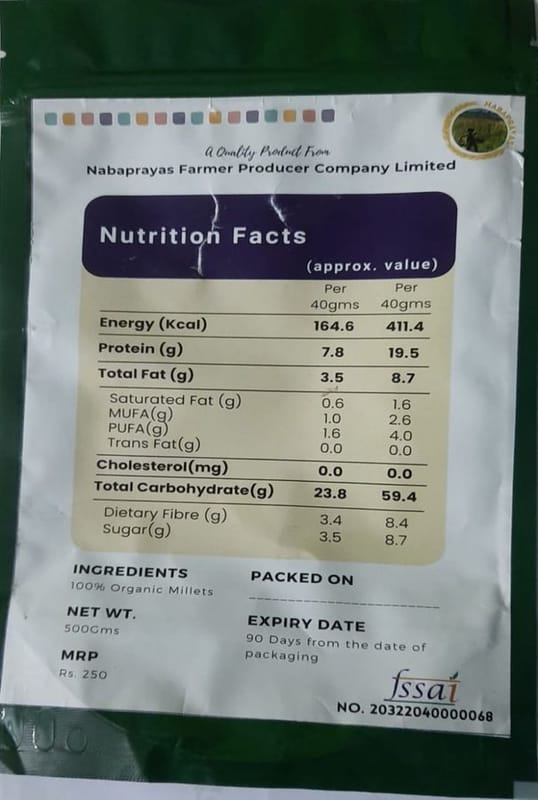 A Quality Product From
Nabaprayas Farmer Producer Company Limited
Nutrition Facts
(approx. value)
Per 40gms Per 40gms
Energy (Kcal) 164.6 411.4
Protein (g) 7.8 19.5
Total Fat (g) 3.5 8.7
Saturated Fat (g) 0.6 1.6
MUFA(g) 1.0 2.6
PUFA(g) 1.6 4.0
Trans Fat(g) 0.0 0.0
Cholesterol(mg) 0.0 0.0
Total Carbohydrate(g) 23.8 59.4
Dietary Fibre (g) 3.4 8.4
Sugar(g) 3.5 8.7
INGREDIENTS
100% Organic Millets
NET WT.
500Gms
MRP
Rs. 250
PACKED ON
EXPIRY DATE
90 Days from the date of
packaging
fssai
NO. 20322040000068